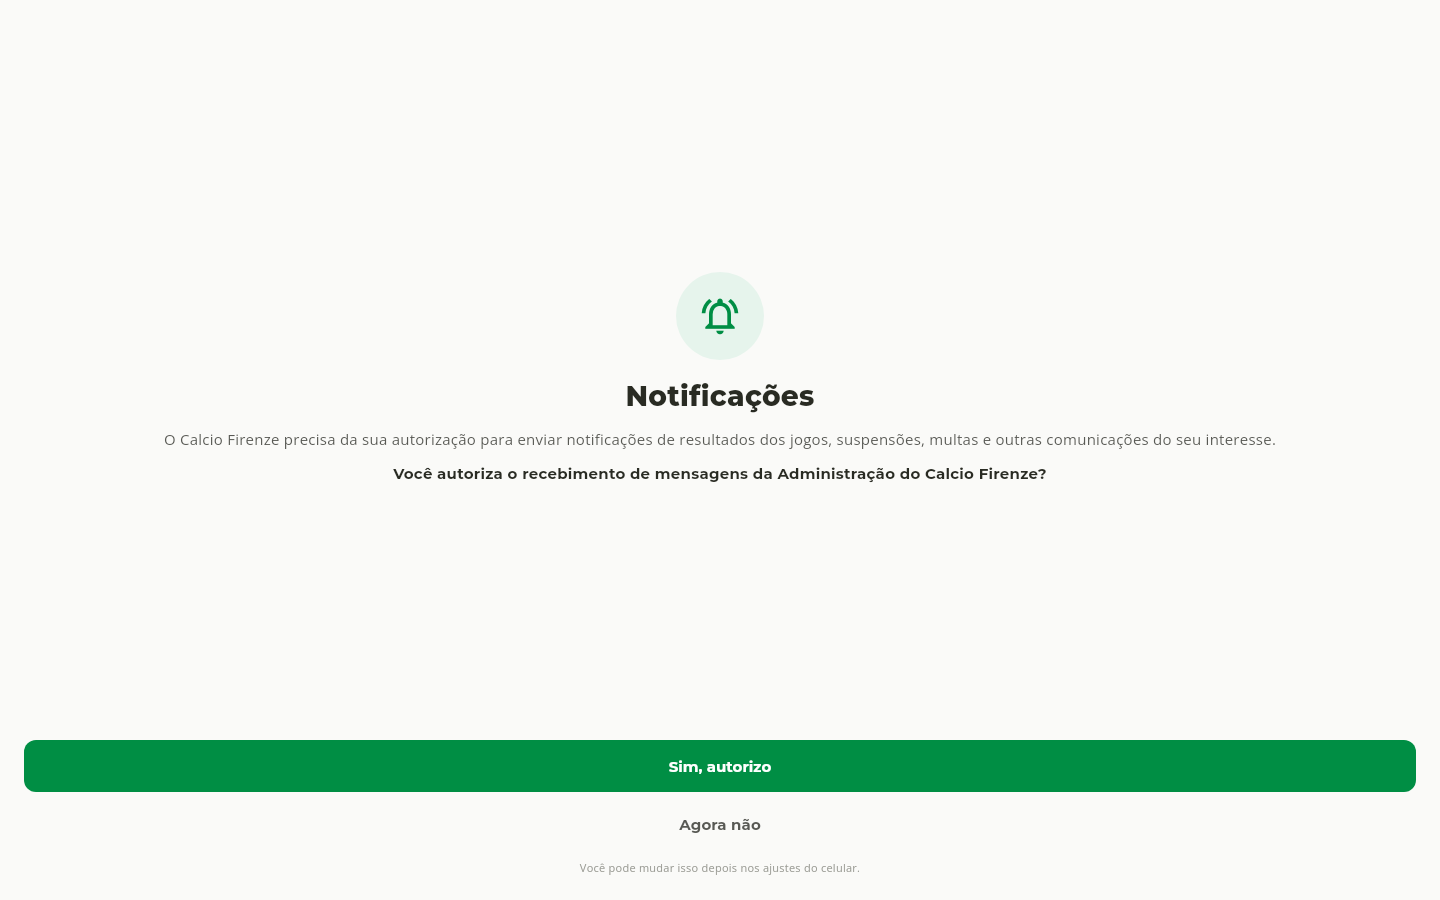 Notificações
O Calcio Firenze precisa da sua autorização para enviar notificações de resultados dos jogos, suspensões, multas e outras comunicações do seu interesse.
Você autoriza o recebimento de mensagens da Administração do Calcio Firenze?
Sim, autorizo
Agora não
Você pode mudar isso depois nos ajustes do celular.